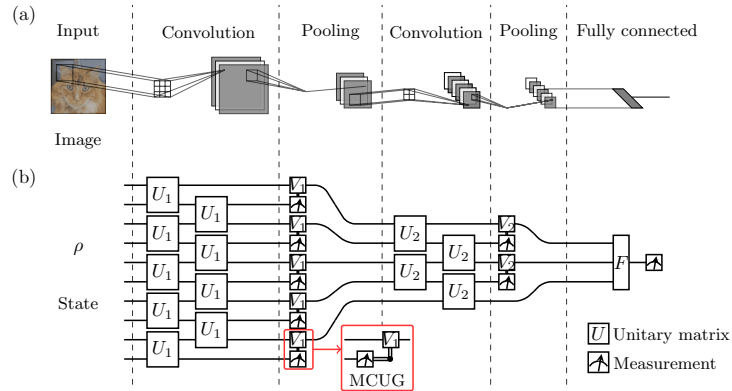 (a)
Input Convolution Pooling Convolution Pooling Fully connected
Image
(b)
U1 V1
U1
U1 V1 U2 V2
ρ U1 U2
U1 V1 U2 V2 F
U1 U2
State U1 V1
U1
U1 V1 V1
MCUG
U Unitary matrix
Measurement